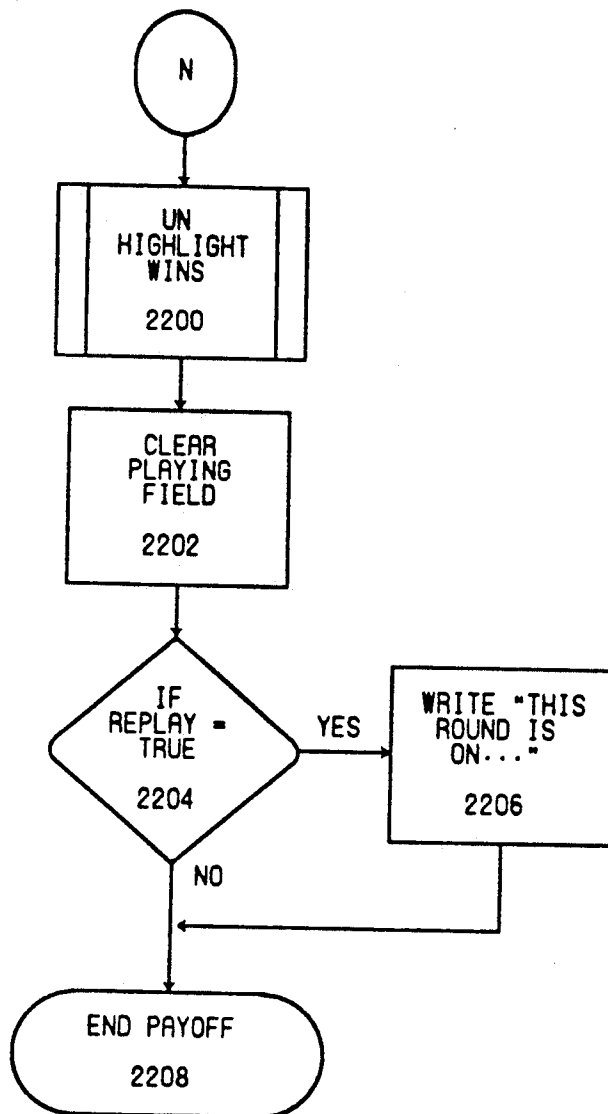 N
UN
HIGHLIGHT
WINS
2200
CLEAR
PLAYING
FIELD
2202
IF
REPLAY =
TRUE
2204
YES
WRITE "THIS
ROUND IS
ON..."
2206
NO
END PAYOFF
2208